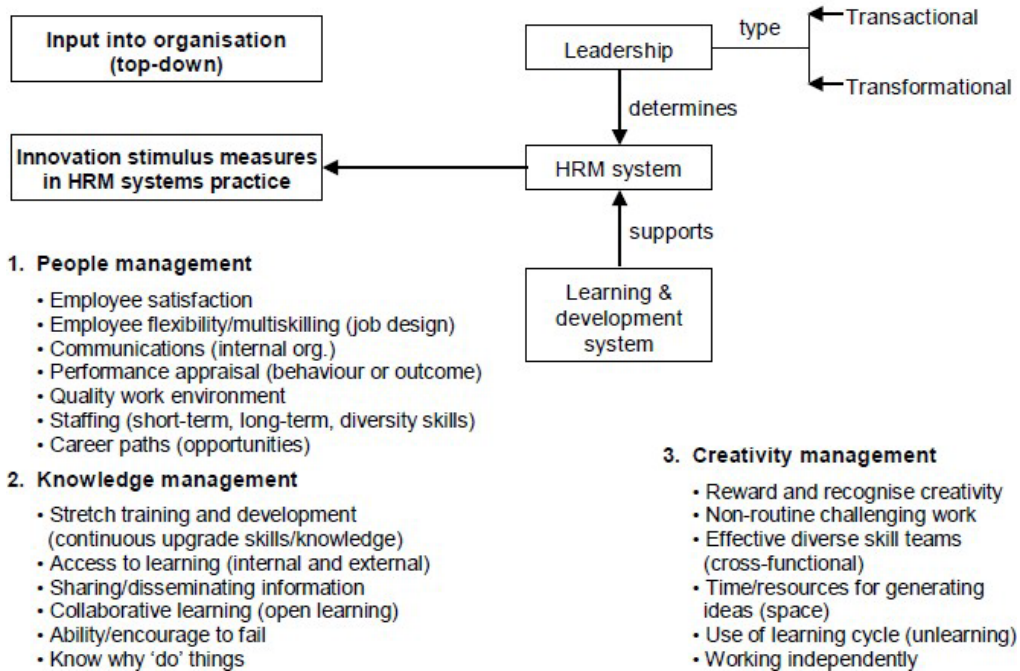 Input into organisation
(top-down)
Leadership
type
Transactional
Transformational
determines
Innovation stimulus measures
in HRM systems practice
HRM system
supports
Learning &
development
system
1. People management
• Employee satisfaction
• Employee flexibility/multiskilling (job design)
• Communications (internal org.)
• Performance appraisal (behaviour or outcome)
• Quality work environment
• Staffing (short-term, long-term, diversity skills)
• Career paths (opportunities)
2. Knowledge management
• Stretch training and development
(continuous upgrade skills/knowledge)
• Access to learning (internal and external)
• Sharing/disseminating information
• Collaborative learning (open learning)
• Ability/encourage to fail
• Know why ‘do’ things
3. Creativity management
• Reward and recognise creativity
• Non-routine challenging work
• Effective diverse skill teams
(cross-functional)
• Time/resources for generating
ideas (space)
• Use of learning cycle (unlearning)
• Working independently